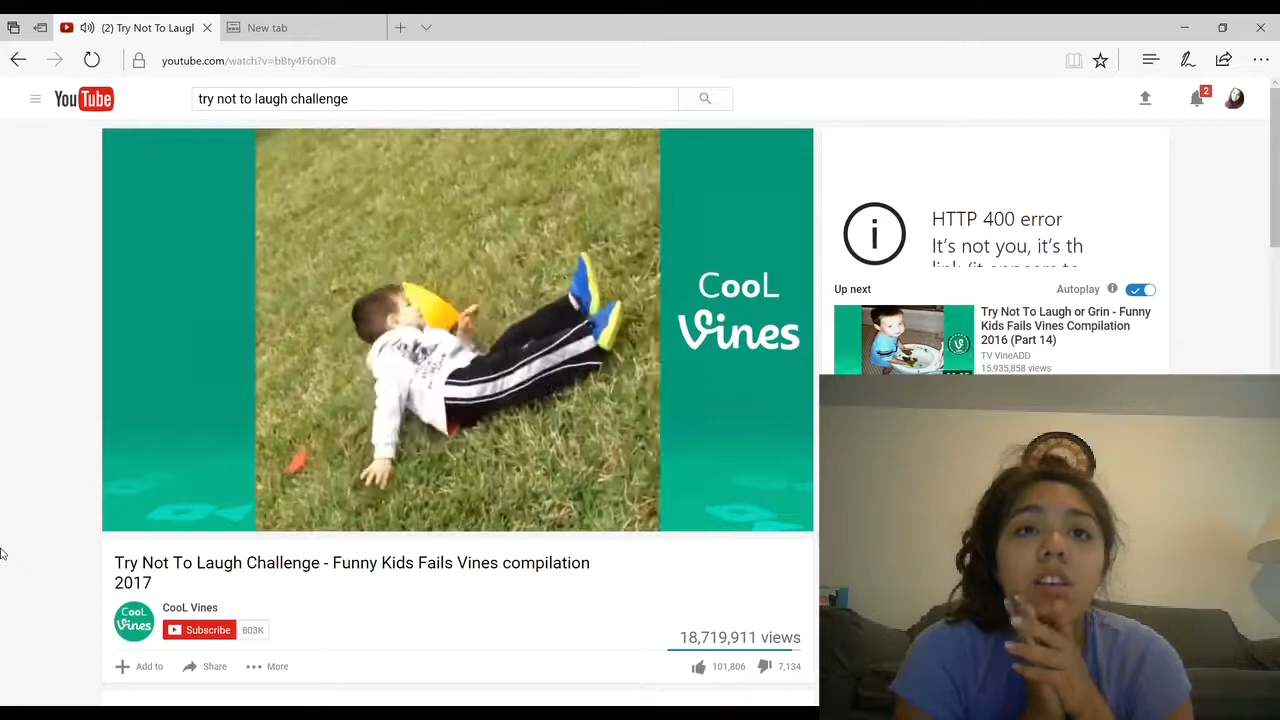 (2) Try Not To Laugl
New tab
youtube.com/watch?v=bBty4F6nOI8
YouTube
try not to laugh challenge
2
CooL
Vines
HTTP 400 error
It's not you, it's th
Up next
Autoplay
Try Not To Laugh or Grin - Funny
Kids Fails Vines Compilation
2016 (Part 14)
TV VineADD
15,935,858 views
Try Not To Laugh Challenge - Funny Kids Fails Vines compilation
2017
CooL
Vines
CooL Vines
Subscribe 803K
18,719,911 views
Add to
Share
More
101,806
7,134